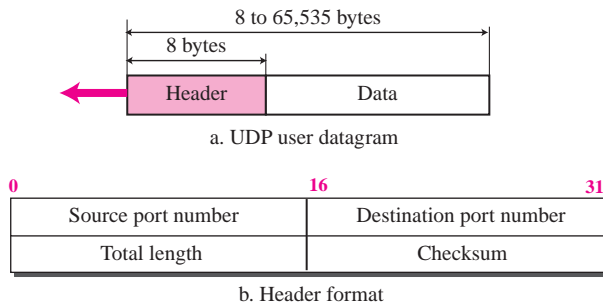 8 to 65,535 bytes
8 bytes
Header Data
a. UDP user datagram
0 16 31
Source port number Destination port number
Total length Checksum
b. Header format